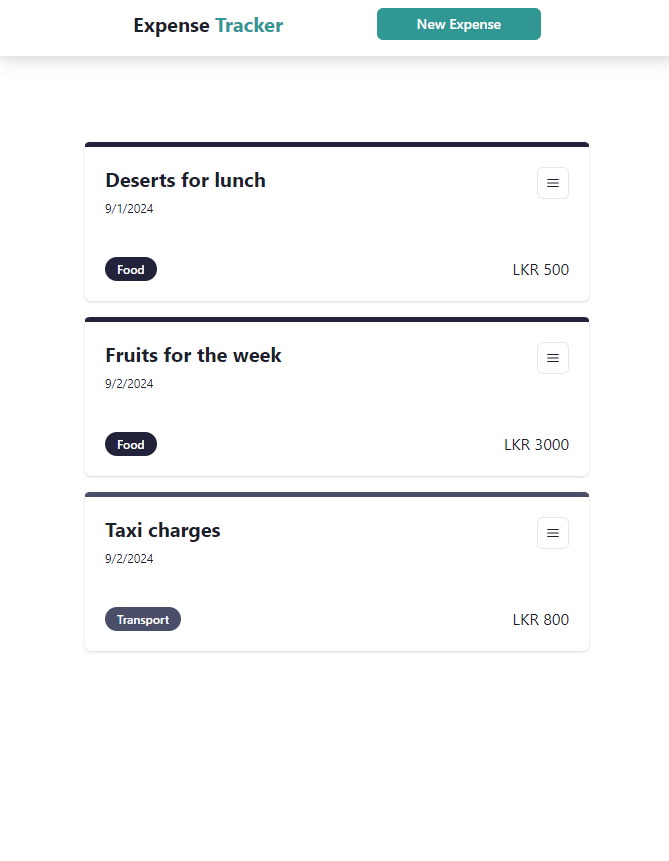 Expense Tracker
New Expense
Deserts for lunch
9/1/2024
Food
LKR 500
Fruits for the week
9/2/2024
Food
LKR 3000
Taxi charges
9/2/2024
Transport
LKR 800